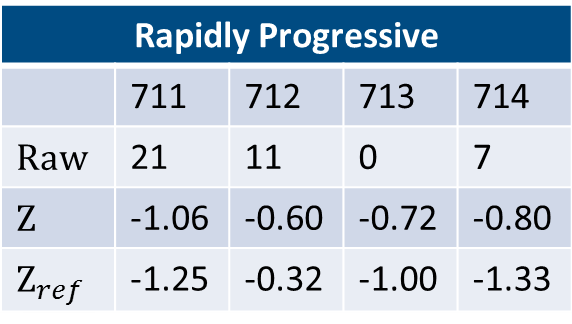 Rapidly Progressive
711 712 713 714
Raw 21 11 0 7
Z -1.06 -0.60 -0.72 -0.80
Zref -1.25 -0.32 -1.00 -1.33